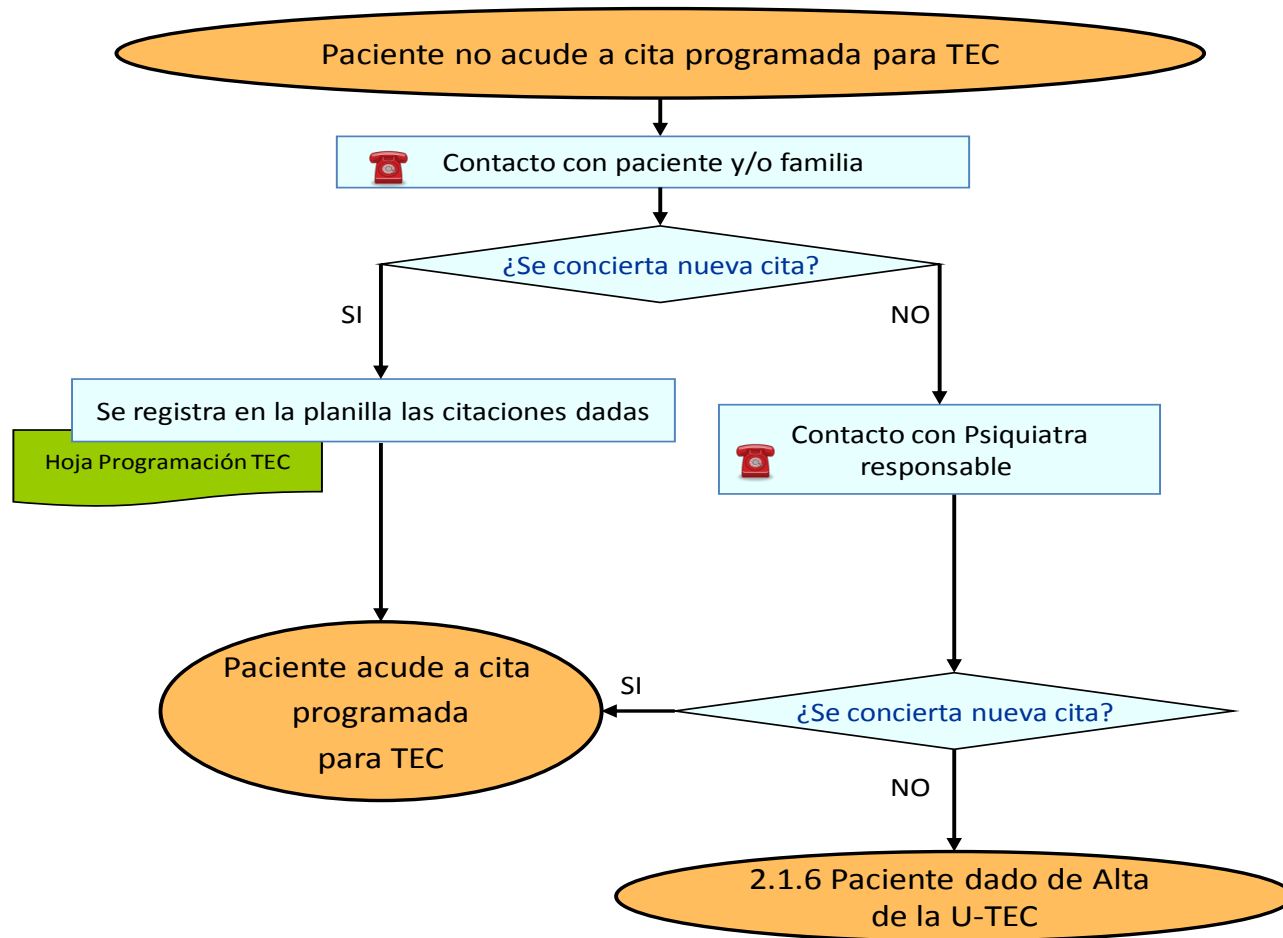 Paciente no acude a cita programada para TEC
Contacto con paciente y/o familia
¿Se concierta nueva cita?
SI
NO
Se registra en la planilla las citaciones dadas
Hoja Programación TEC
Contacto con Psiquiatra
responsable
Paciente acude a cita
programada
para TEC
SI
¿Se concierta nueva cita?
NO
2.1.6 Paciente dado de Alta
de la U-TEC